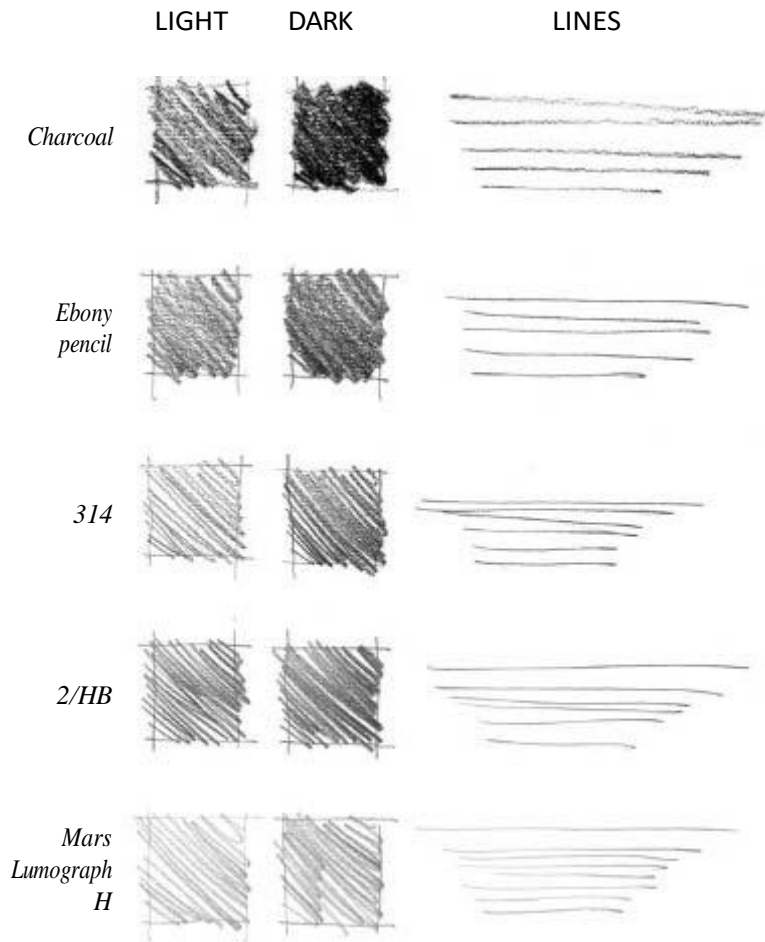 LIGHT DARK LINES
Charcoal
Ebony
pencil
314
2/HB
Mars
Lumograph
H